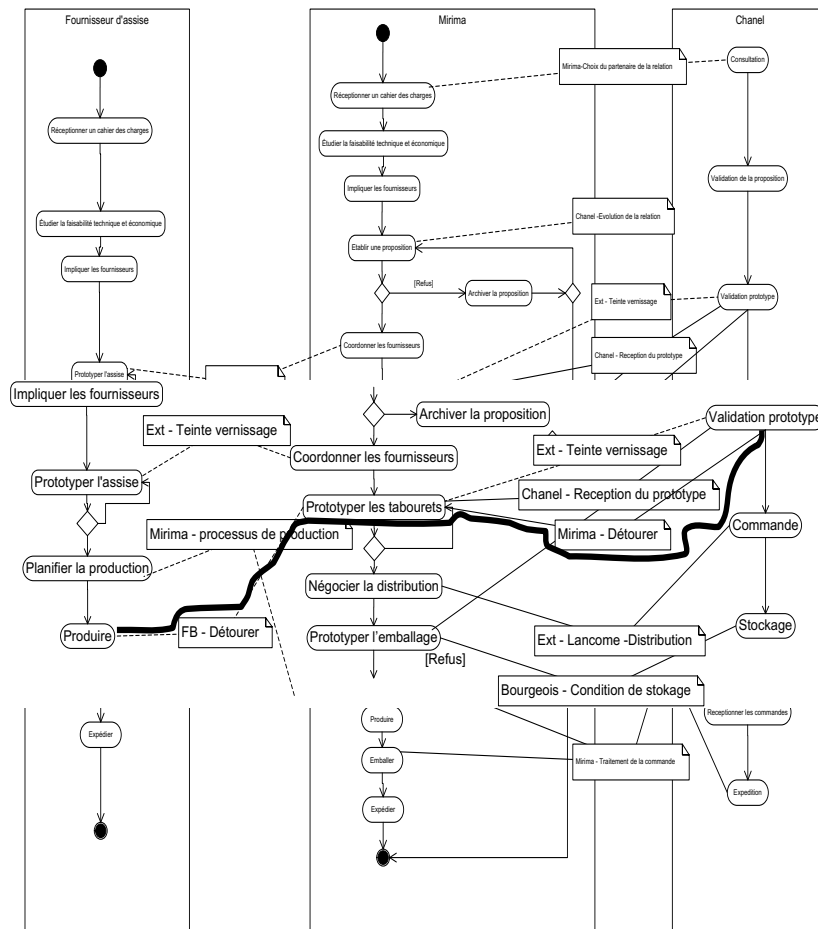 Fournisseur d'assise
Mirima
Chanel
Mirima-Choix du partenaire de la relation
Consultation
Réceptionner un cahier des charges
Réceptionner un cahier des charges
Étudier la faisabilité technique et économique
Impliquer les fournisseurs
Validation de la proposition
Étudier la faisabilité technique et économique
Chanel -Evolution de la relation
Etablir une proposition
Impliquer les fournisseurs
[Refus]
Archiver la proposition
Ext - Teinte vernissage
Validation prototype
Coordonner les fournisseurs
Chanel - Reception du prototype
Prototyper l'assise
Impliquer les fournisseurs
Archiver la proposition
Validation prototype
Ext - Teinte vernissage
Coordonner les fournisseurs
Ext - Teinte vernissage
Prototyper l'assise
Chanel - Reception du prototype
Prototyper les tabourets
Mirima - processus de production
Mirima - Détourer
Commande
Planifier la production
Négocier la distribution
Produire
FB - Détourer
Prototyper l'emballage
Ext - Lancome -Distribution
Stockage
[Refus]
Bourgeois - Condition de stokage
Produire
Receptionner les commandes
Expédier
Emballer
Mirima - Traitement de la commande
Expédier
Expedition